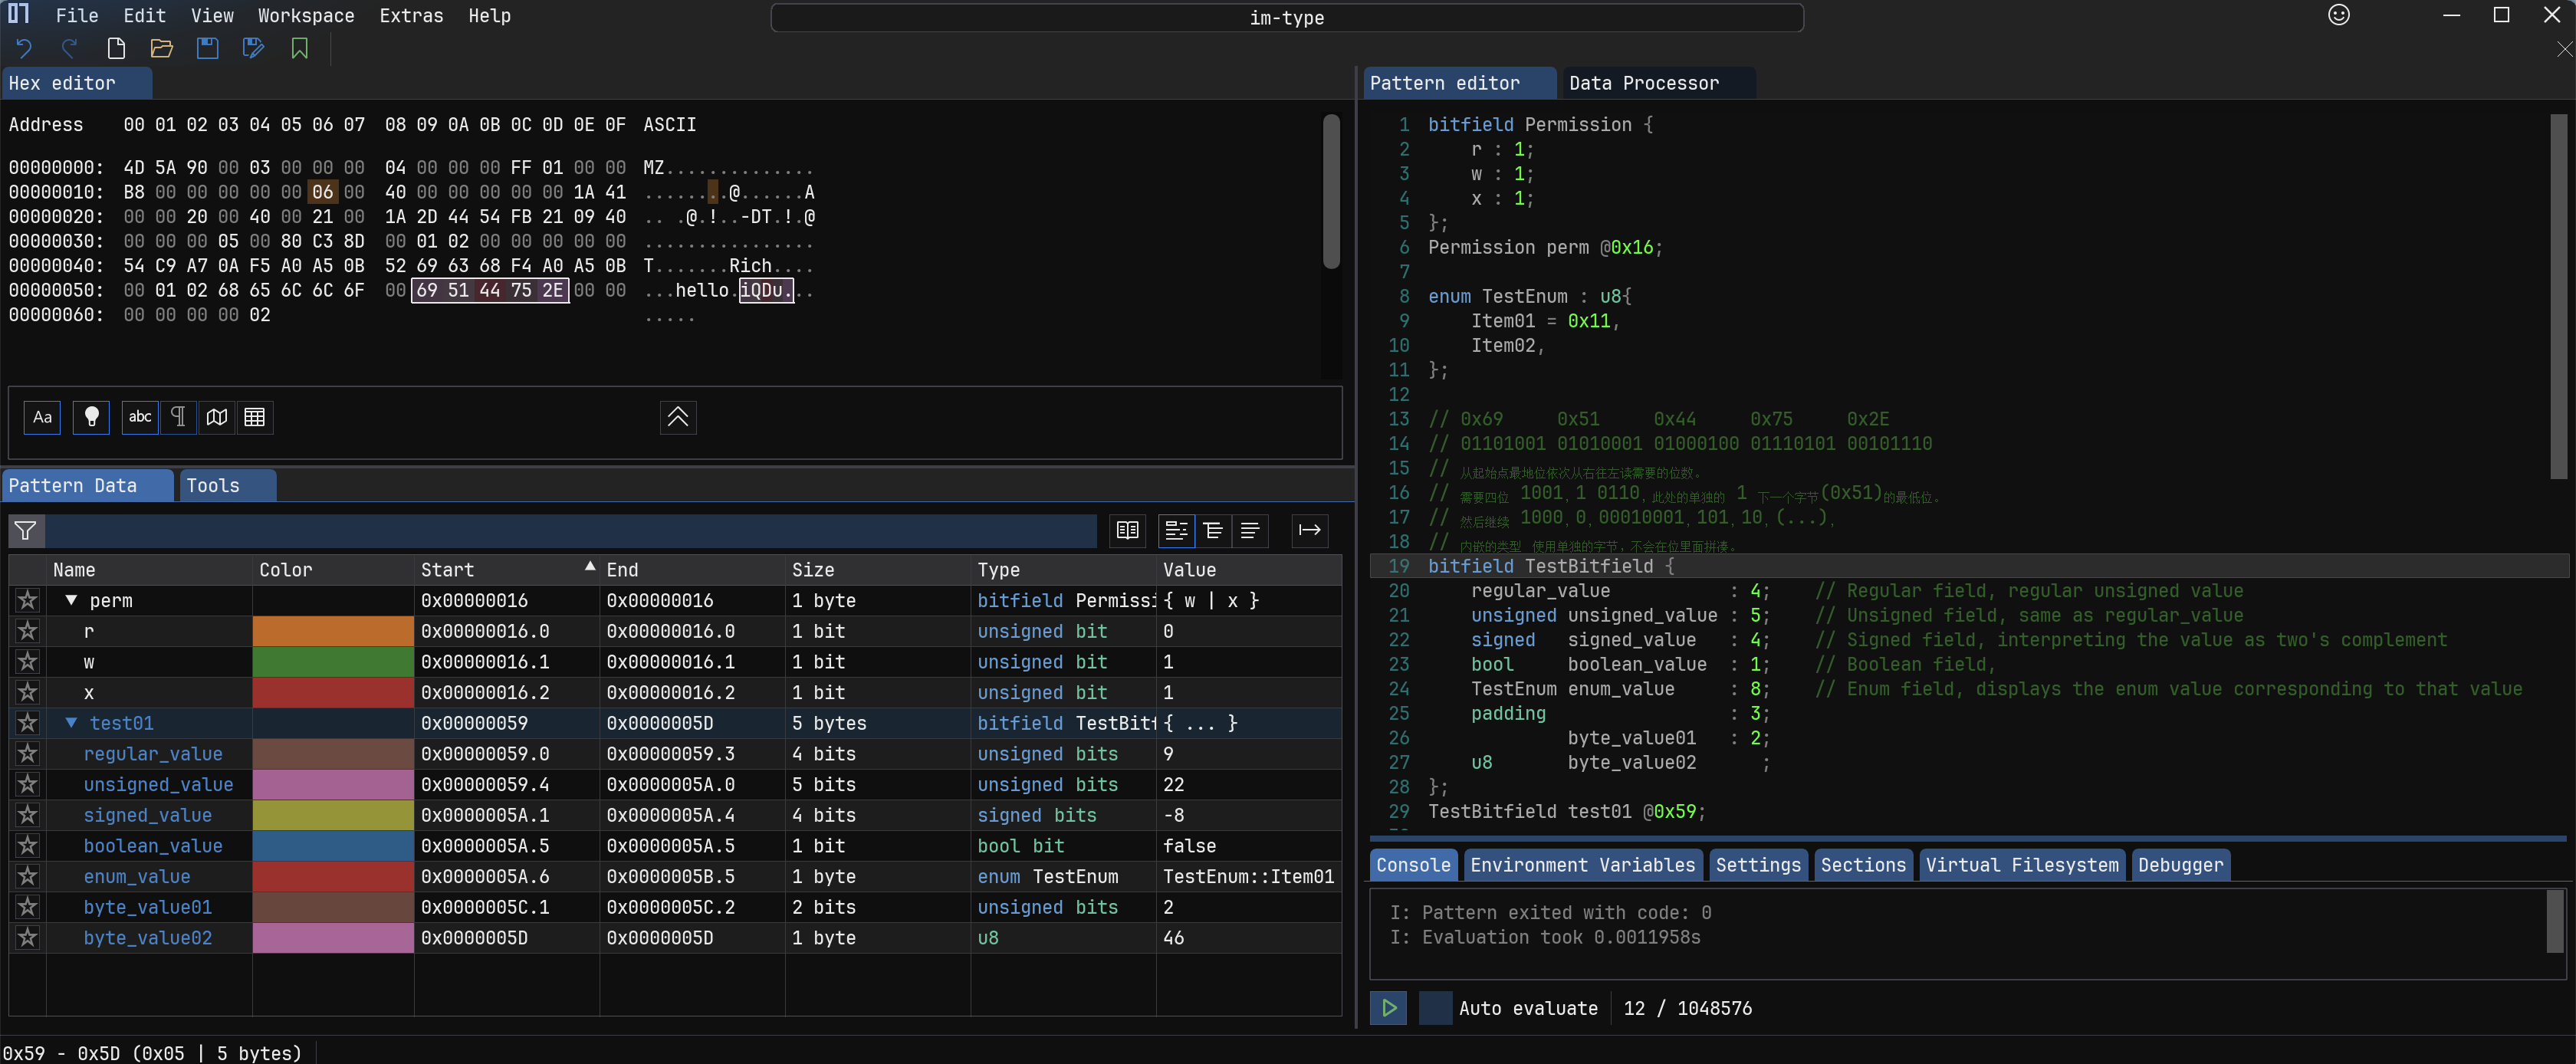 File Edit View Workspace Extras Help
im-type
Hex editor
Address 00 01 02 03 04 05 06 07 08 09 0A 0B 0C 0D 0E 0F ASCII
00000000: 4D 5A 90 00 03 00 00 00 04 00 00 00 FF 01 00 00 MZ..............
00000010: B8 00 00 00 00 00 06 00 40 00 00 00 00 00 1A 41 ........@......A
00000020: 00 00 20 00 40 00 21 00 1A 2D 44 54 FB 21 09 40 .. .@.!..-DT.!.@
00000030: 00 00 00 05 00 80 C3 8D 00 01 02 00 00 00 00 00 ................
00000040: 54 C9 A7 0A F5 A0 A5 0B 52 69 63 68 F4 A0 A5 0B T.......Rich....
00000050: 00 01 02 68 65 6C 6C 6F 00 69 51 44 75 2E 00 00 ...hello.iQDu...
00000060: 00 00 00 00 02 .....
Aa abc
Pattern Data Tools
Name Color Start End Size Type Value
perm 0x00000016 0x00000016 1 byte bitfield Permissi { w | x }
r 0x00000016.0 0x00000016.0 1 bit unsigned bit 0
w 0x00000016.1 0x00000016.1 1 bit unsigned bit 1
x 0x00000016.2 0x00000016.2 1 bit unsigned bit 1
test01 0x00000059 0x0000005D 5 bytes bitfield TestBitf { ... }
regular_value 0x00000059.0 0x00000059.3 4 bits unsigned bits 9
unsigned_value 0x00000059.4 0x0000005A.0 5 bits unsigned bits 22
signed_value 0x0000005A.1 0x0000005A.4 4 bits signed bits -8
boolean_value 0x0000005A.5 0x0000005A.5 1 bit bool bit false
enum_value 0x0000005A.6 0x0000005B.5 1 byte enum TestEnum TestEnum::Item01
byte_value01 0x0000005C.1 0x0000005C.2 2 bits unsigned bits 2
byte_value02 0x0000005D 0x0000005D 1 byte u8 46
0x59 - 0x5D (0x05 | 5 bytes)
Pattern editor Data Processor
1 bitfield Permission {
2 r : 1;
3 w : 1;
4 x : 1;
5 };
6 Permission perm @0x16;
7
8 enum TestEnum : u8{
9 Item01 = 0x11,
10 Item02,
11 };
12
13 // 0x69 0x51 0x44 0x75 0x2E
14 // 01101001 01010001 01000100 01110101 00101110
15 // 从起始点最地位依次从右往左读需要的位数。
16 // 需要四位 1001, 1 0110, 此处的单独的 1 下一个字节(0x51)的最低位。
17 // 然后继续 1000, 0, 00010001, 101, 10, (...),
18 // 内嵌的类型 使用单独的字节，不会在位里面拼凑。
19 bitfield TestBitfield {
20 regular_value : 4; // Regular field, regular unsigned value
21 unsigned unsigned_value : 5; // Unsigned field, same as regular_value
22 signed signed_value : 4; // Signed field, interpreting the value as two's complement
23 bool boolean_value : 1; // Boolean field,
24 TestEnum enum_value : 8; // Enum field, displays the enum value corresponding to that value
25 padding : 3;
26 byte_value01 : 2;
27 u8 byte_value02 ;
28 };
29 TestBitfield test01 @0x59;
Console Environment Variables Settings Sections Virtual Filesystem Debugger
I: Pattern exited with code: 0
I: Evaluation took 0.0011958s
Auto evaluate 12 / 1048576